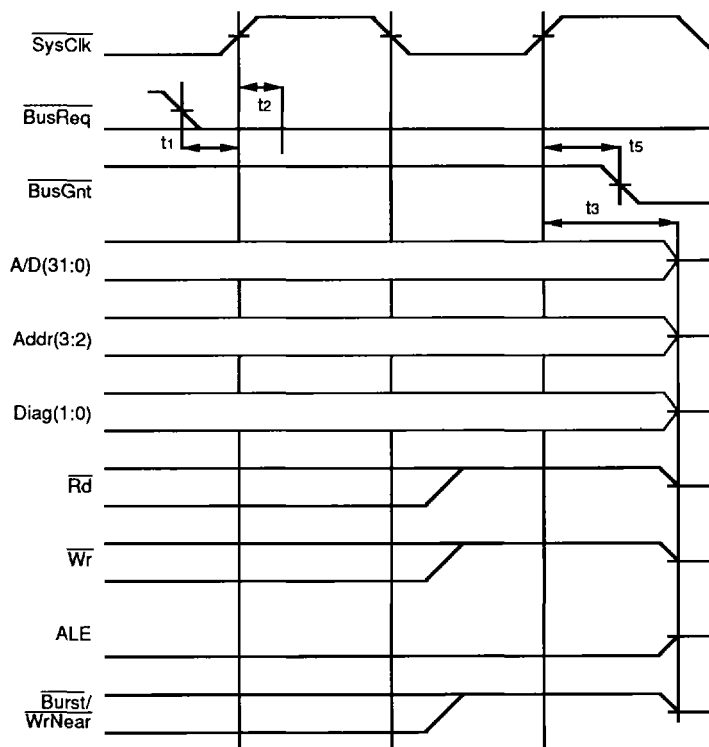 SysClk
t2
BusReq
t1
t5
BusGnt
t3
A/D(31:0)
Addr(3:2)
Diag(1:0)
Rd
Wr
ALE
Burst/
WrNear